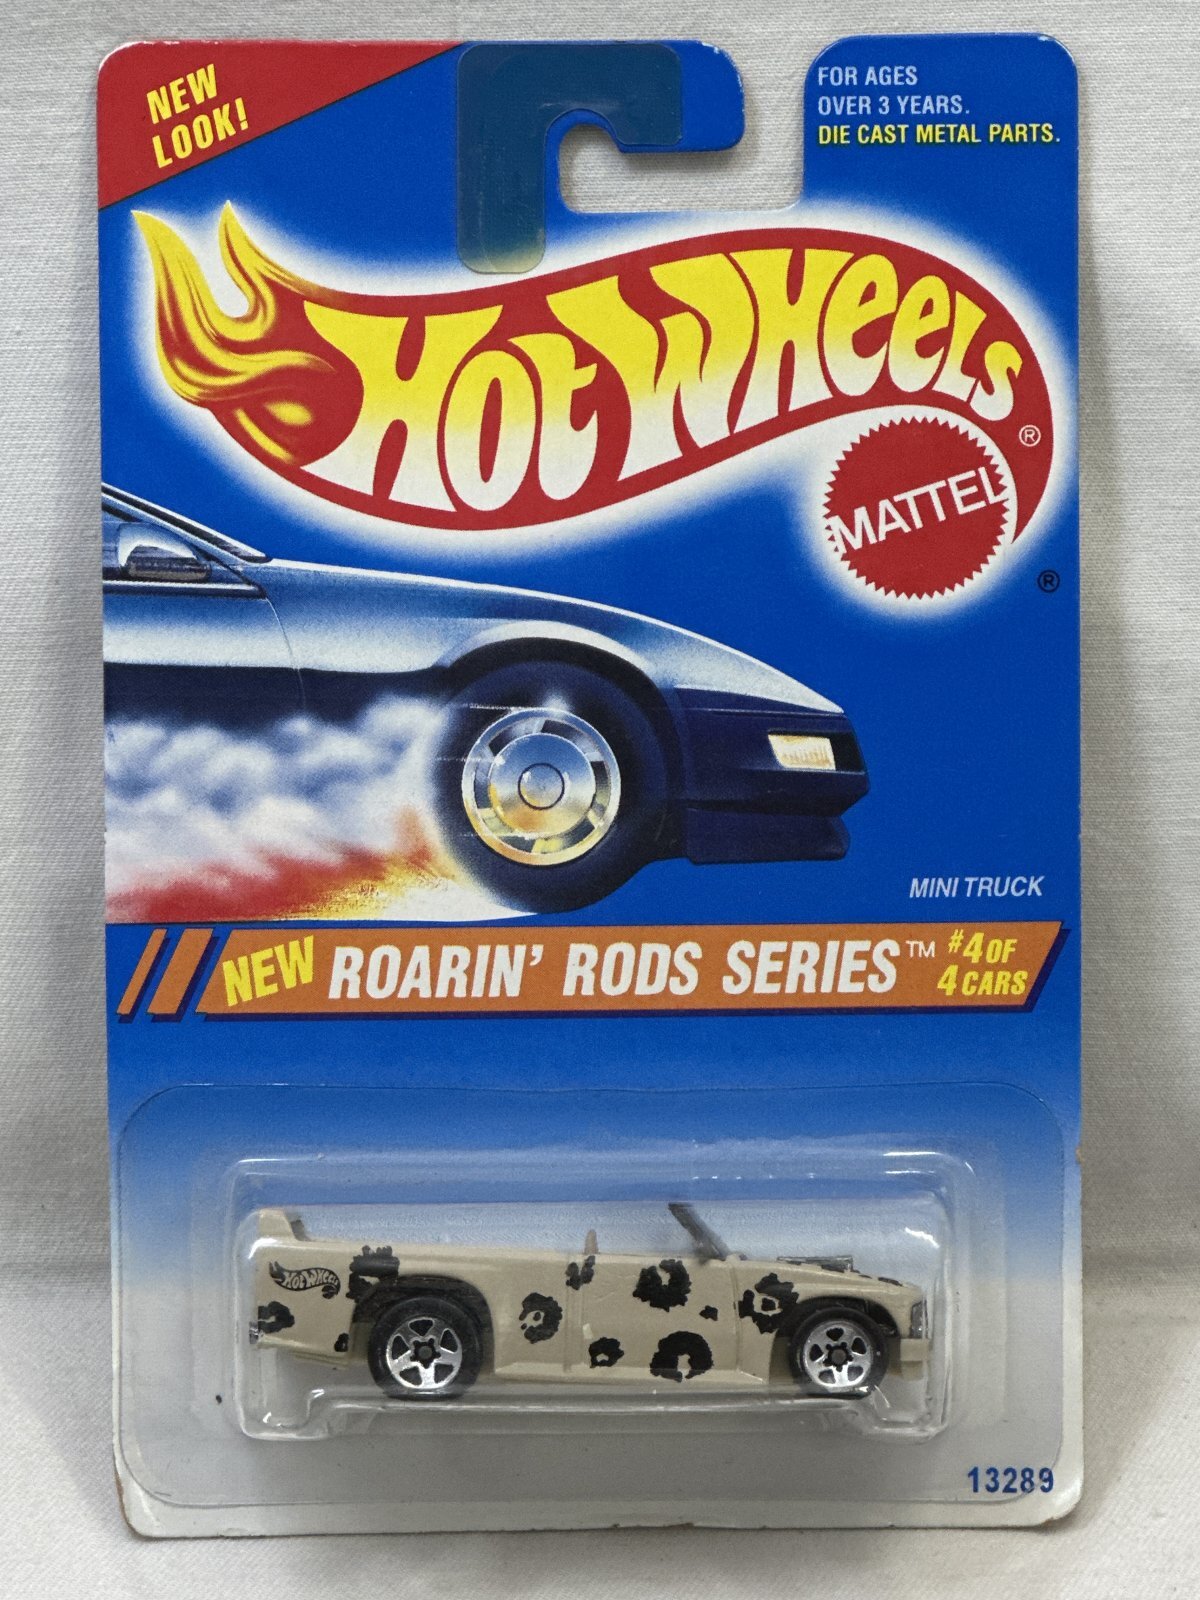 NEW
LOOK!
FOR AGES
OVER 3 YEARS.
DIE CAST METAL PARTS.
HOT WHEELS ®
MATTEL
®
MINI TRUCK
NEW ROARIN' RODS SERIES™ #4 OF
4 CARS
HOT WHEELS
13289